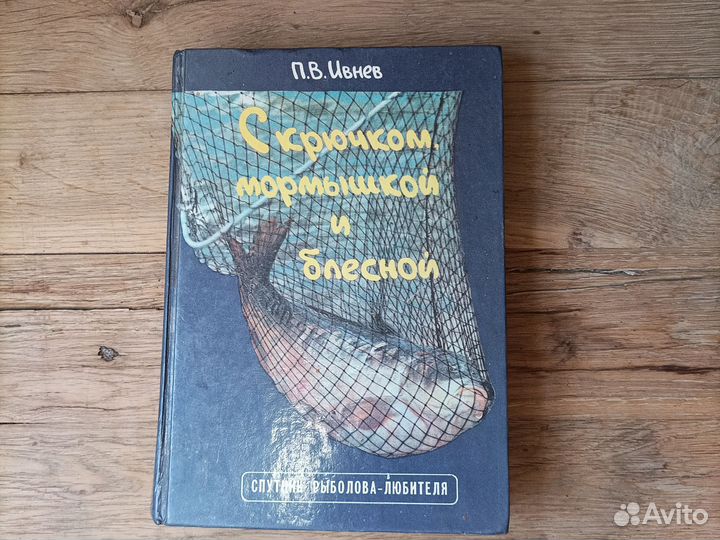 П.В.Ивнев
С крючком,
мормышкой
и
блесной
СПУТНИК РЫБОЛОВА-ЛЮБИТЕЛЯ
Avito